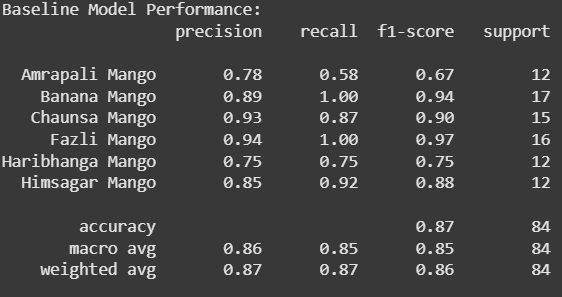 Baseline Model Performance:
precision recall f1-score support
Amrapali Mango 0.78 0.58 0.67 12
Banana Mango 0.89 1.00 0.94 17
Chaunsa Mango 0.93 0.87 0.90 15
Fazli Mango 0.94 1.00 0.97 16
Haribhanga Mango 0.75 0.75 0.75 12
Himsagar Mango 0.85 0.92 0.88 12
accuracy 0.87 84
macro avg 0.86 0.85 0.85 84
weighted avg 0.87 0.87 0.86 84